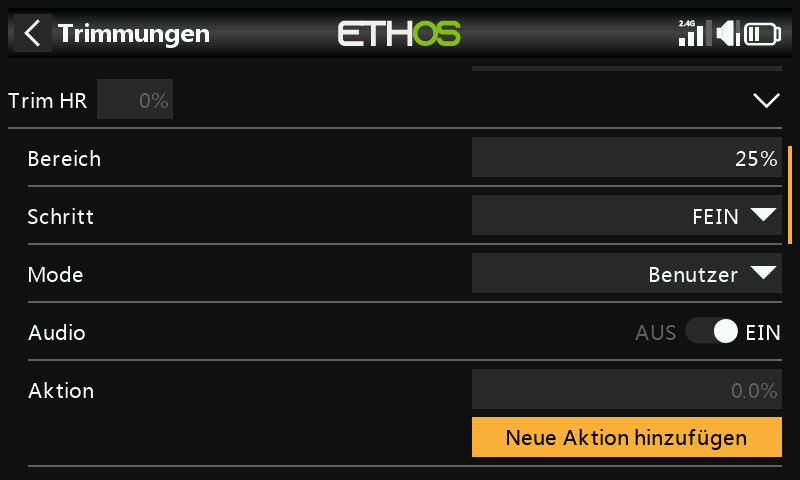 Trimmungen
ETHOS
2.4G
Trim HR
0%
Bereich
25%
Schritt
FEIN
Mode
Benutzer
Audio
AUS
EIN
Aktion
0.0%
Neue Aktion hinzufügen